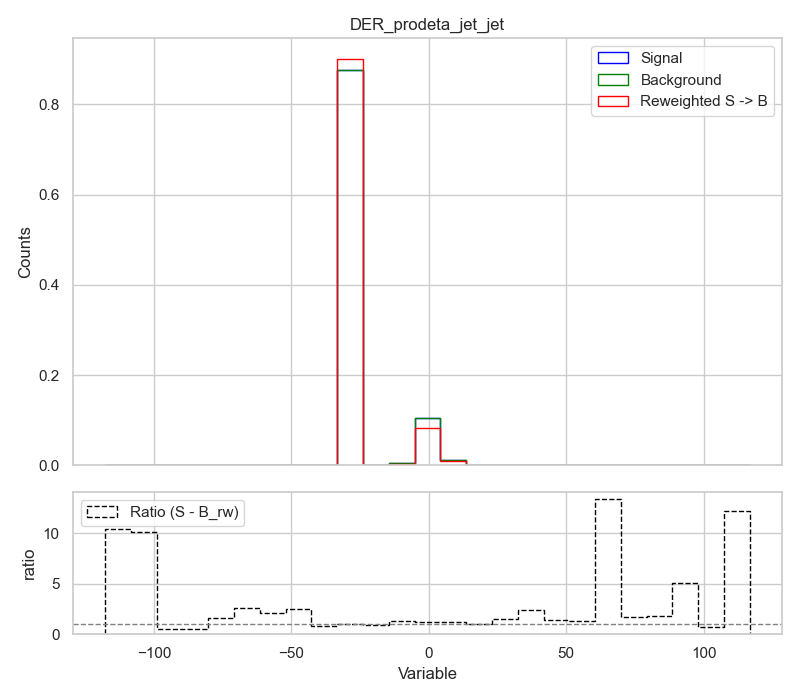 DER_prodeta_jet_jet
Counts
0.8
0.6
0.4
0.2
0.0
Signal
Background
Reweighted S -> B
ratio
10
5
0
Ratio (S - B_rw)
−100
−50
0
50
100
Variable